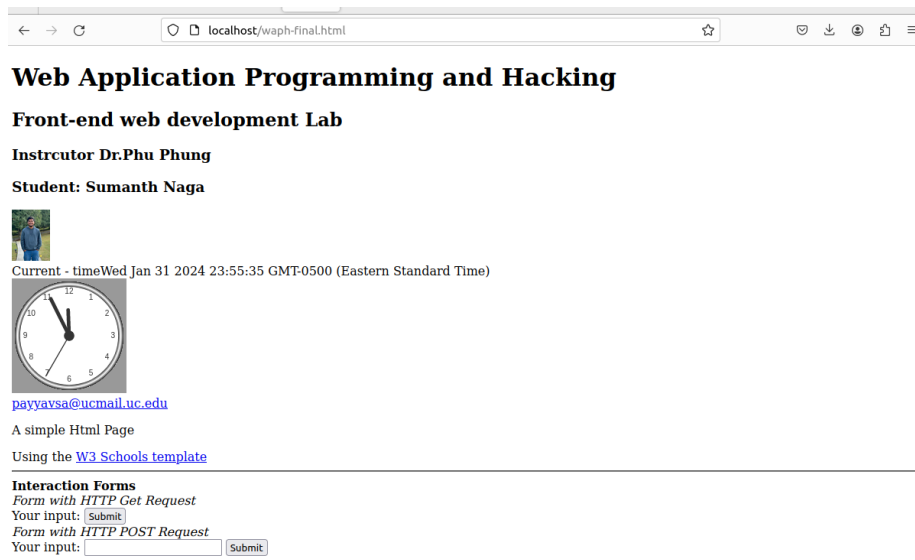 localhost/waph-final.html
Web Application Programming and Hacking
Front-end web development Lab
Instrcutor Dr.Phu Phung
Student: Sumanth Naga
Current - timeWed Jan 31 2024 23:55:35 GMT-0500 (Eastern Standard Time)
12
11 1
10 2
9 3
8 4
7 5
6
payyavsa@ucmail.uc.edu
A simple Html Page
Using the W3 Schools template
Interaction Forms
Form with HTTP Get Request
Your input: Submit
Form with HTTP POST Request
Your input: Submit